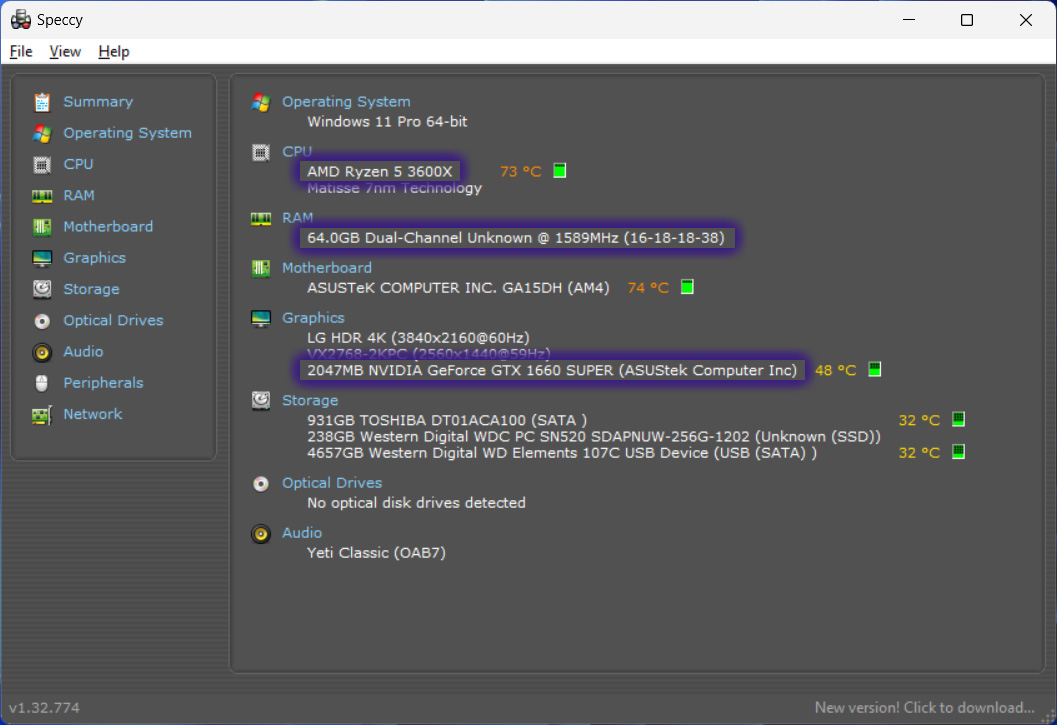 Speccy
File View Help
Summary
Operating System
CPU
RAM
Motherboard
Graphics
Storage
Optical Drives
Audio
Peripherals
Network
Operating System
Windows 11 Pro 64-bit
CPU
AMD Ryzen 5 3600X 73 °C
Matisse 7nm Technology
RAM
64.0GB Dual-Channel Unknown @ 1589MHz (16-18-18-38)
Motherboard
ASUSTeK COMPUTER INC. GA15DH (AM4) 74 °C
Graphics
LG HDR 4K (3840x2160@60Hz)
VX2768-2KPC (2560x1440@59Hz)
2047MB NVIDIA GeForce GTX 1660 SUPER (ASUStek Computer Inc) 48 °C
Storage
931GB TOSHIBA DT01ACA100 (SATA ) 32 °C
238GB Western Digital WDC PC SN520 SDAPNUW-256G-1202 (Unknown (SSD))
4657GB Western Digital WD Elements 107C USB Device (USB (SATA) ) 32 °C
Optical Drives
No optical disk drives detected
Audio
Yeti Classic (OAB7)
v1.32.774
New version! Click to download...